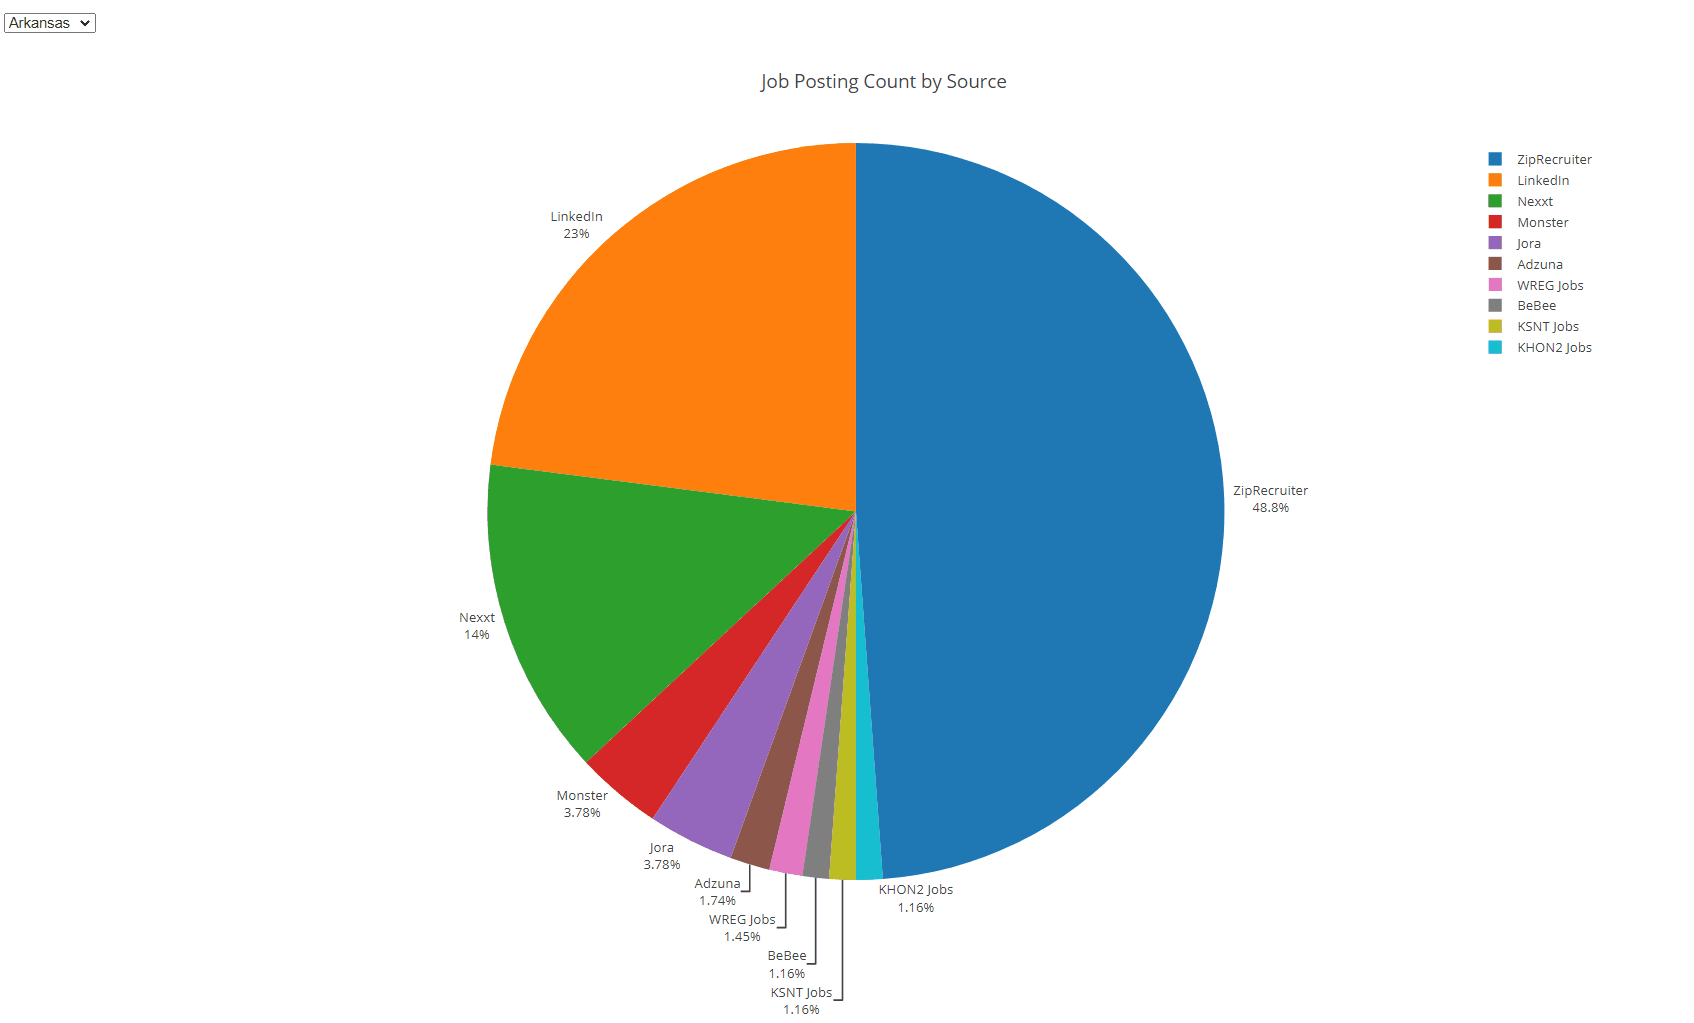 Arkansas
Job Posting Count by Source
ZipRecruiter
LinkedIn
Nexxt
Monster
Jora
Adzuna
WREG Jobs
BeBee
KSNT Jobs
KHON2 Jobs
LinkedIn
23%
ZipRecruiter
48.8%
Nexxt
14%
Monster
3.78%
Jora
3.78%
Adzuna
1.74%
WREG Jobs
1.45%
BeBee
1.16%
KSNT Jobs
1.16%
KHON2 Jobs
1.16%